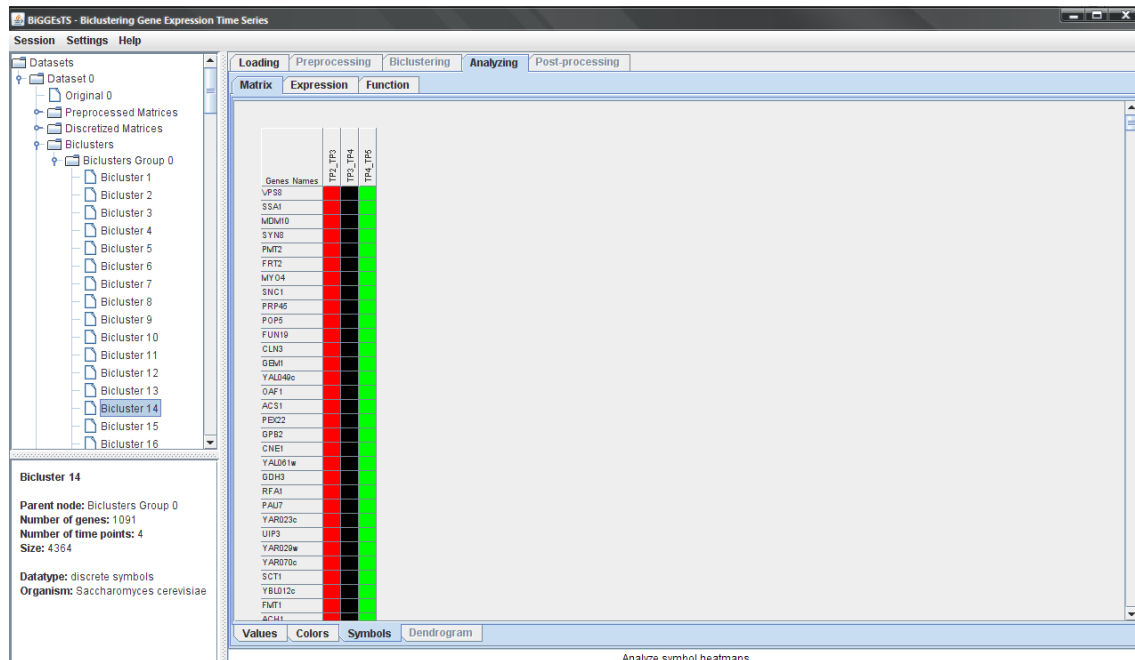 BiGGEsTS - Biclustering Gene Expression Time Series
Session Settings Help
Datasets
Dataset 0
Original 0
Preprocessed Matrices
Discretized Matrices
Biclusters
Biclusters Group 0
Bicluster 1
Bicluster 2
Bicluster 3
Bicluster 4
Bicluster 5
Bicluster 6
Bicluster 7
Bicluster 8
Bicluster 9
Bicluster 10
Bicluster 11
Bicluster 12
Bicluster 13
Bicluster 14
Bicluster 15
Bicluster 16
Bicluster 14
Parent node: Biclusters Group 0
Number of genes: 1091
Number of time points: 4
Size: 4364
Datatype: discrete symbols
Organism: Saccharomyces cerevisiae
Loading Preprocessing Biclustering Analyzing Post-processing
Matrix Expression Function
Genes Names TP2_TP3 TP3_TP4 TP4_TP5
VPS8
SSA1
MDM10
SYN8
PMT2
FRT2
MYO4
SNC1
PRP45
POP5
FUN19
CLN3
GEM1
YAL049c
OAF1
ACS1
PEX22
GPB2
CNE1
YAL061w
GDH3
RFA1
PAU7
YAR023c
UIP3
YAR029w
YAR070c
SCT1
YBL012c
FMT1
ACH1
Values Colors Symbols Dendrogram
Analyze symbol heatmaps